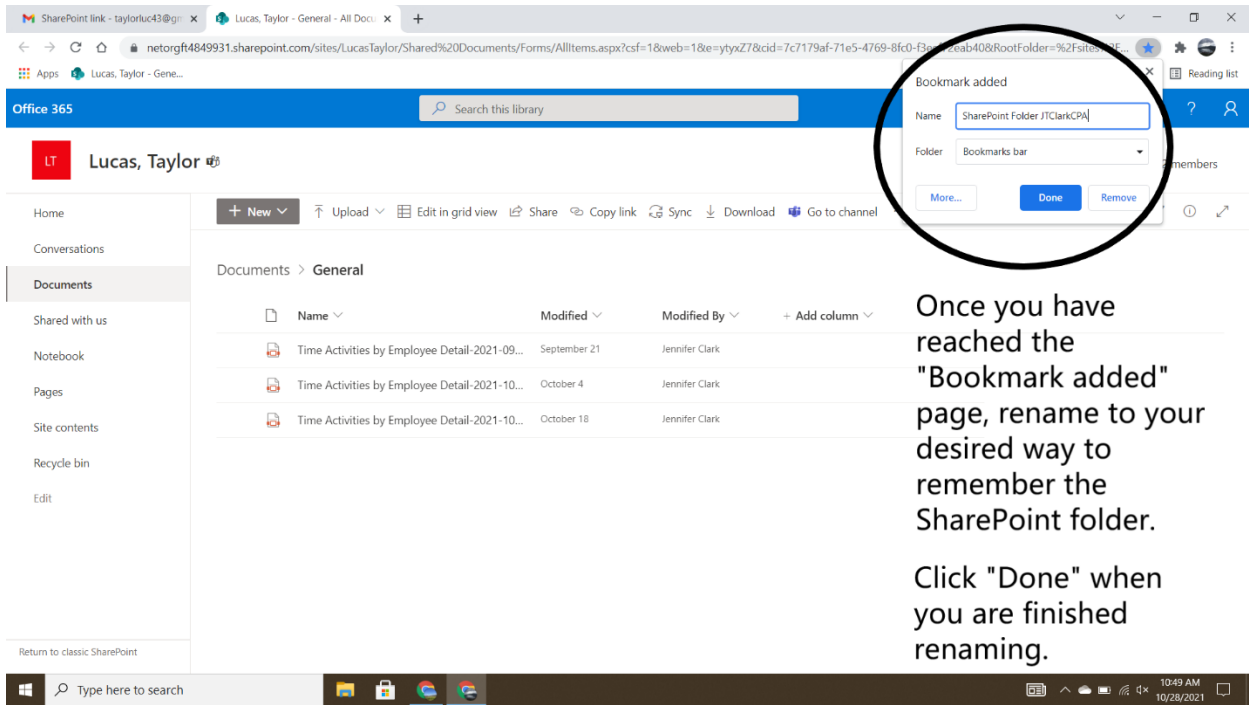 SharePoint link - taylorluc43@gm
Lucas, Taylor - General - All Docu
netorgft4849931.sharepoint.com/sites/LucasTaylor/Shared%20Documents/Forms/AllItems.aspx?csf=1&web=1&e=ytyxZ7&cid=7c7179af-71e5-4769-8fc0-
Apps Lucas, Taylor - Gene...
Reading list
Office 365
Search this library
?
Bookmark added
Name SharePoint Folder JTClarkCPA
Folder Bookmarks bar
More... Done Remove
LT Lucas, Taylor
members
+ New Upload Edit in grid view Share Copy link Sync Download Go to channel
Home
Conversations
Documents
Shared with us
Notebook
Pages
Site contents
Recycle bin
Edit
Return to classic SharePoint
Documents > General
Name Modified Modified By + Add column
Time Activities by Employee Detail-2021-09... September 21 Jennifer Clark
Time Activities by Employee Detail-2021-10... October 4 Jennifer Clark
Time Activities by Employee Detail-2021-10... October 18 Jennifer Clark
Once you have
reached the
"Bookmark added"
page, rename to your
desired way to
remember the
SharePoint folder.
Click "Done" when
you are finished
renaming.
Type here to search
10:49 AM
10/28/2021